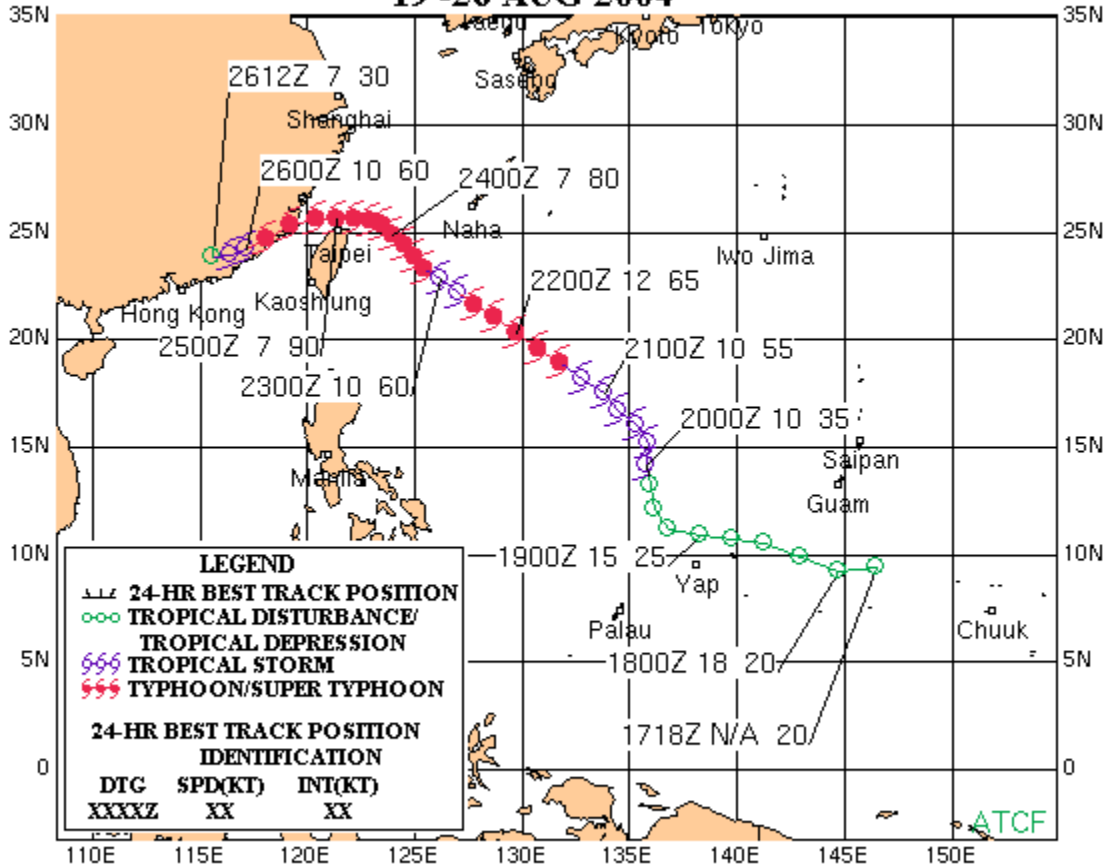 19 -26 AUG 2004
35N
35N
Taegu
Kyoto
Tokyo
Sasebo
2612Z 7 30
Shanghai
30N
30N
2600Z 10 60
2400Z 7 80
Naha
25N
25N
Taipei
Iwo Jima
2200Z 12 65
Kaoshiung
Hong Kong
20N
20N
2500Z 7 90
2100Z 10 55
2300Z 10 60
2000Z 10 35
15N
15N
Manila
Saipan
Guam
10N
10N
1900Z 15 25
Yap
LEGEND
24-HR BEST TRACK POSITION
TROPICAL DISTURBANCE/
TROPICAL DEPRESSION
TROPICAL STORM
TYPHOON/SUPER TYPHOON
Palau
Chuuk
5N
5N
1800Z 18 20
1718Z N/A 20
24-HR BEST TRACK POSITION
IDENTIFICATION
0
0
DTG SPD(KT) INT(KT)
XXXXZ XX XX
ATCF
110E 115E 120E 125E 130E 135E 140E 145E 150E